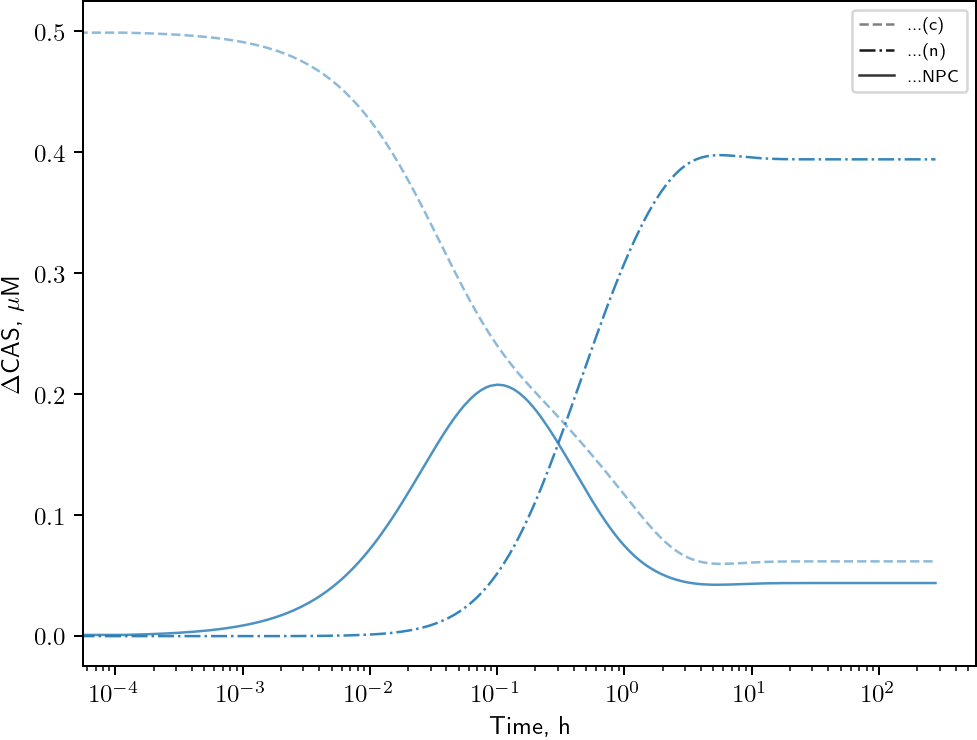 ...(c)
...(n)
...NPC
0.5
0.4
0.3
0.2
0.1
0.0
ΔCAS, μM
10⁻⁴ 10⁻³ 10⁻² 10⁻¹ 10⁰ 10¹ 10²
Time, h